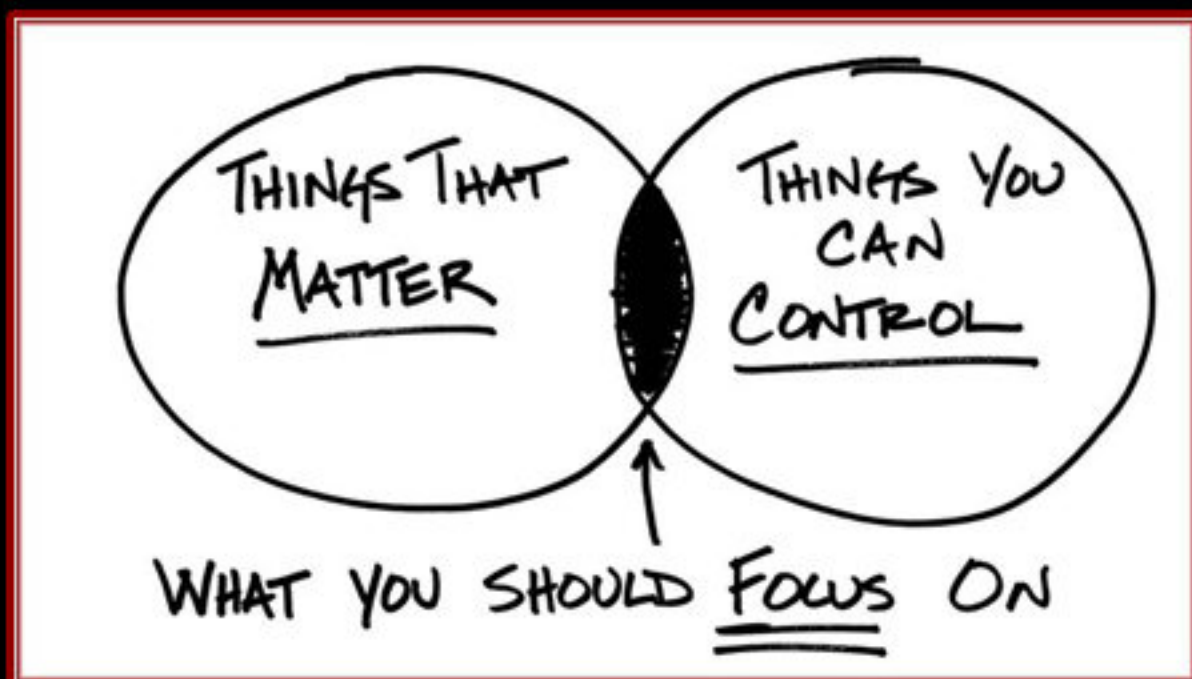 THINGS THAT
MATTER
THINGS YOU
CAN
CONTROL
WHAT YOU SHOULD FOCUS ON